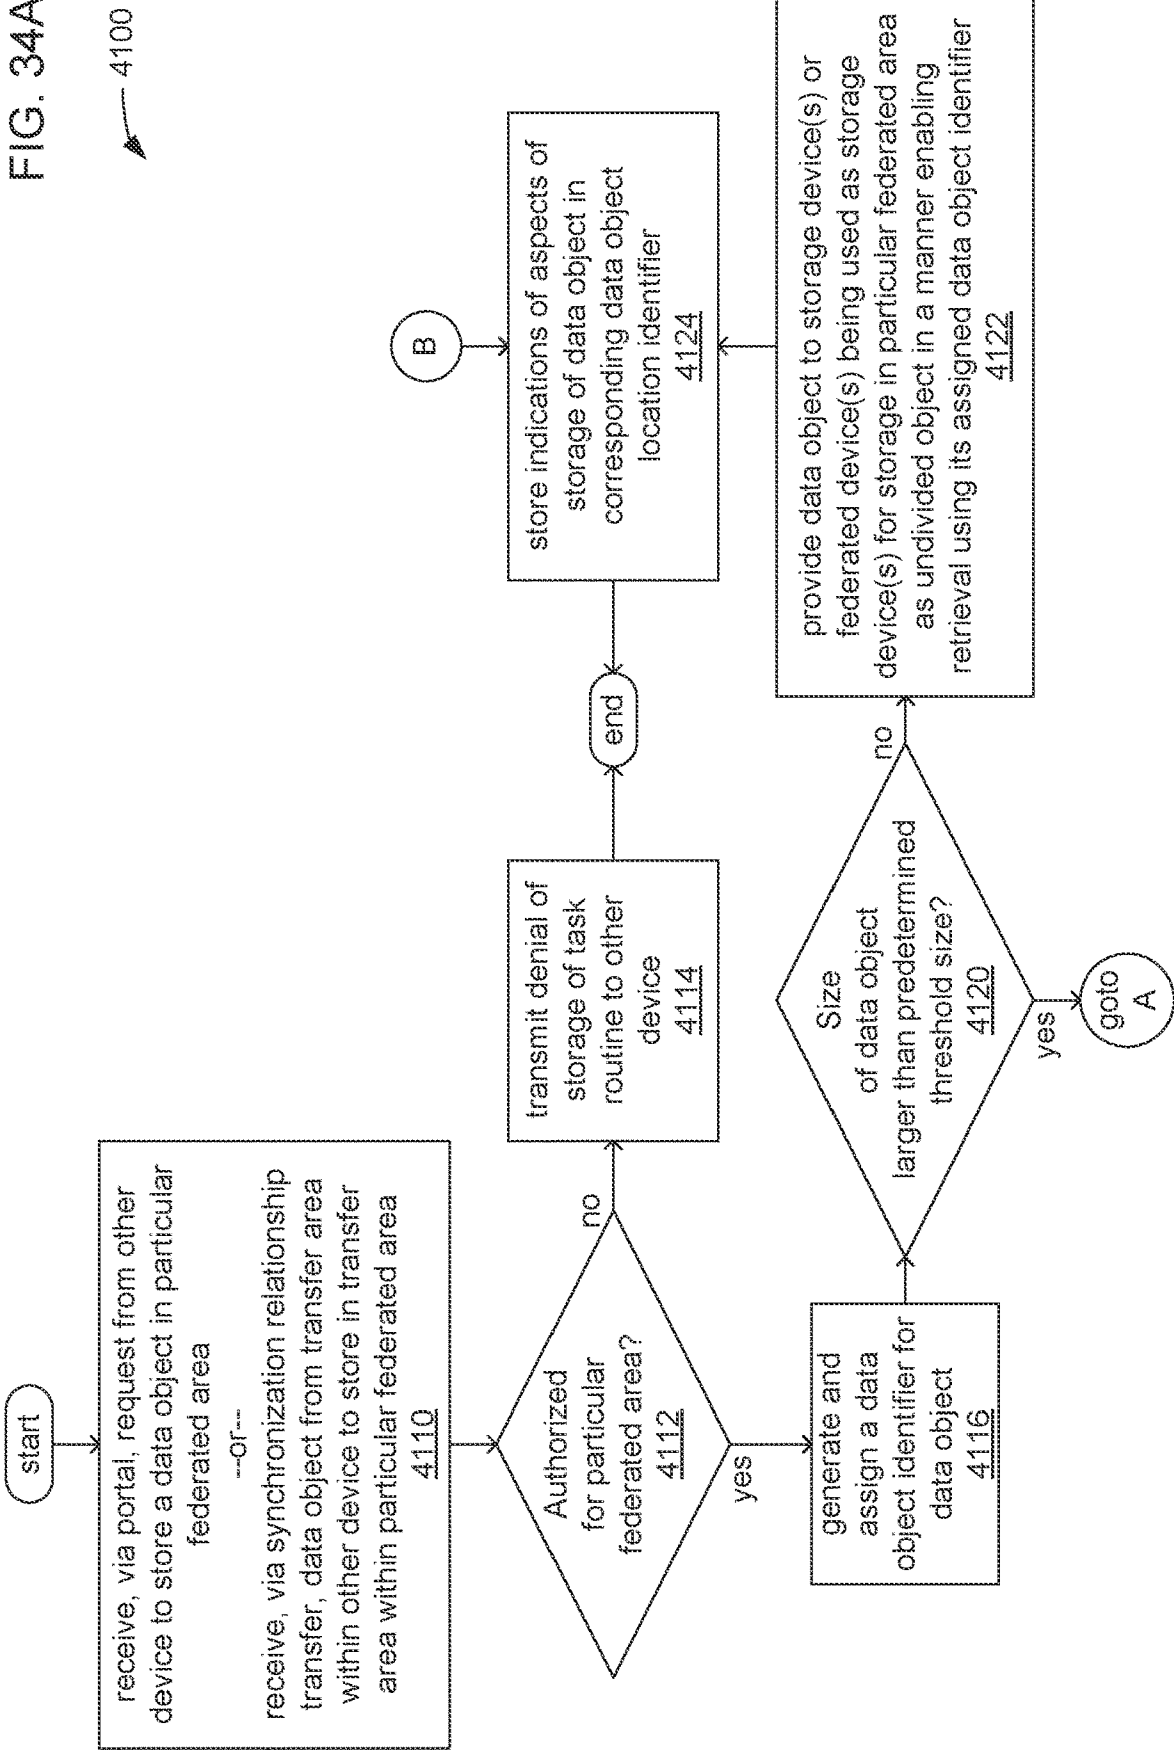 FIG. 34A
4100
start
receive, via portal, request from other
device to store a data object in particular
federated area
--or--
receive, via synchronization relationship
transfer, data object from transfer area
within other device to store in transfer
area within particular federated area
4110
Authorized
for particular
federated area?
4112
no
yes
transmit denial of
storage of task
routine to other
device
4114
end
generate and
assign a data
object identifier for
data object
4116
Size
of data object
larger than predetermined
threshold size?
4120
no
yes
goto
A
provide data object to storage device(s) or
federated device(s) being used as storage
device(s) for storage in particular federated area
as undivided object in a manner enabling
retrieval using its assigned data object identifier
4122
B
store indications of aspects of
storage of data object in
corresponding data object
location identifier
4124